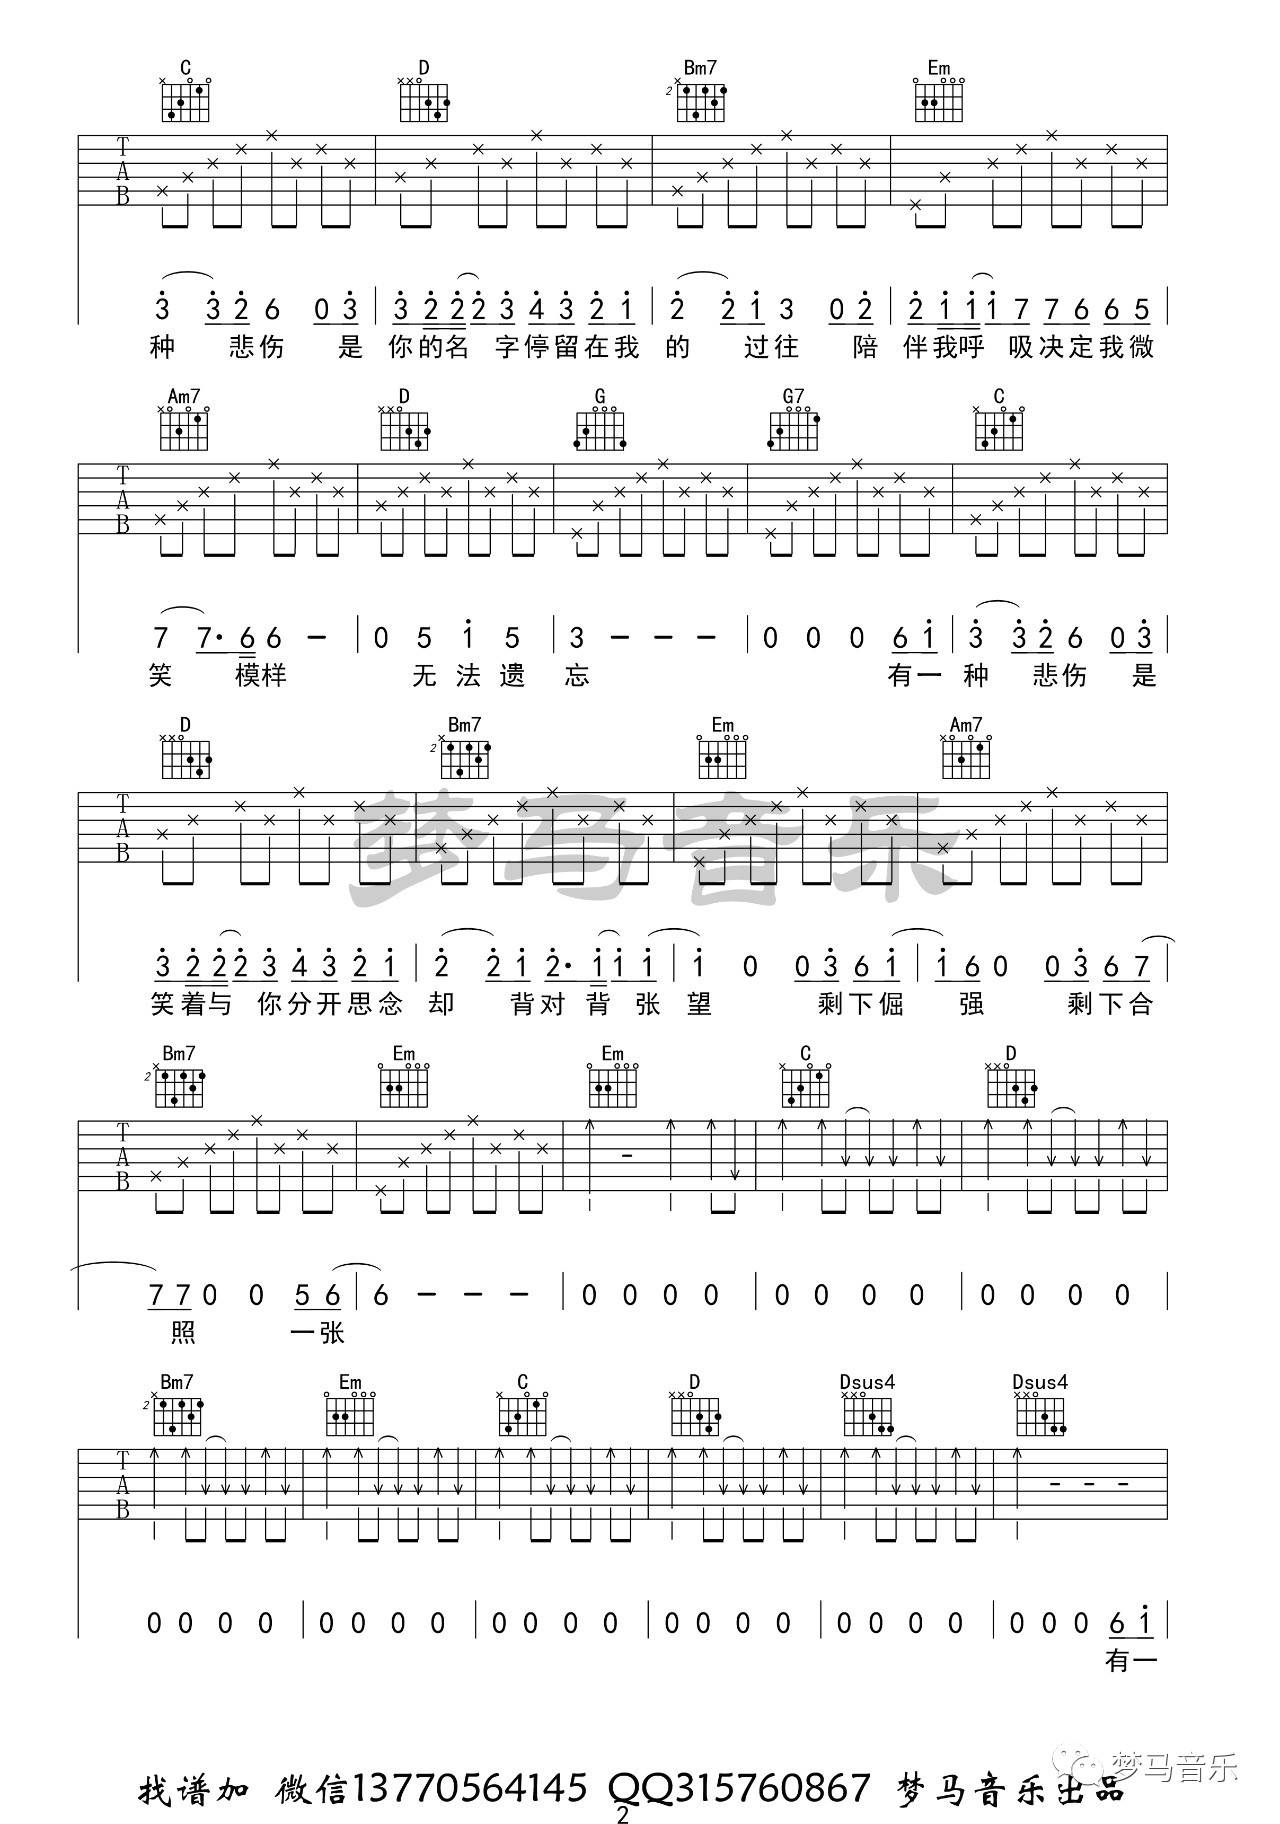 C D Bm7 Em
2
T
A
B
3 3 2 6 0 3 3 2 2 2 3 4 3 2 1 2 2 1 3 0 2 2 1 1 1 7 7 6 6 5
种 悲伤 是 你的名 字停留在我 的 过往 陪 伴我呼 吸决定我微
Am7 D G G7 C
T
A
B
7 7· 6 6 – 0 5 1 5 3 – – – 0 0 0 6 1 3 3 2 6 0 3
笑 模样 无法遗 忘 有一 种 悲伤 是
D Bm7 Em Am7
2
T
A
B
梦马音乐
3 2 2 2 3 4 3 2 1 2 2 1 2· 1 1 1 1 0 0 3 6 1 1 6 0 0 3 6 7
笑着与 你分开思念 却 背对 背 张 望 剩下倔 强 剩下合
Bm7 Em Em C D
2
T
A
B
7 7 0 0 5 6 6 – – – 0 0 0 0 0 0 0 0 0 0 0 0
照 一张
Bm7 Em C D Dsus4 Dsus4
2
T
A
B
0 0 0 0 0 0 0 0 0 0 0 0 0 0 0 0 0 0 0 0 0 0 0 6 1
有一
梦马音乐
找谱加 微信13770564145 QQ315760867 梦马音乐出品
2